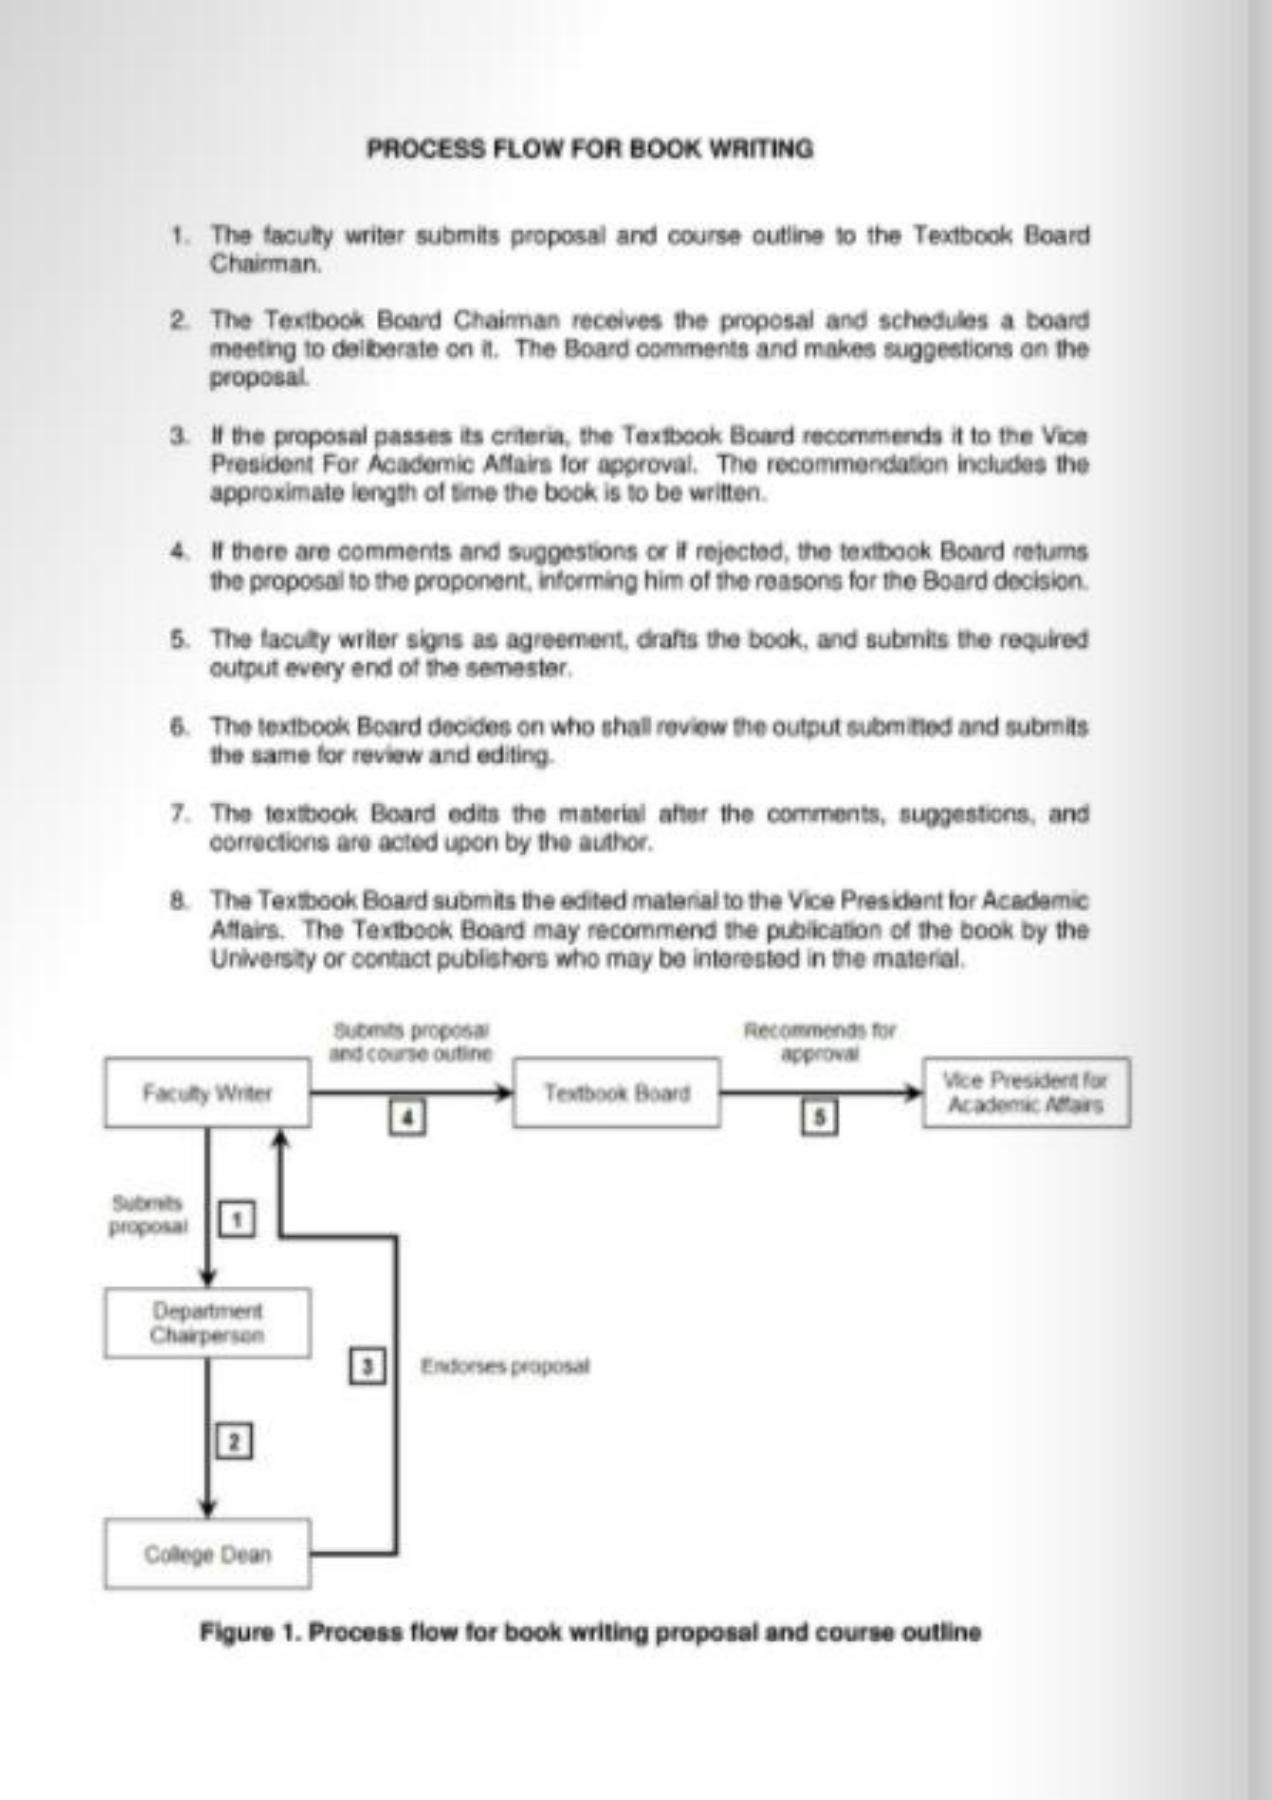 PROCESS FLOW FOR BOOK WRITING
1. The faculty writer submits proposal and course outline to the Textbook Board
Chairman.
2. The Textbook Board Chairman receives the proposal and schedules a board
meeting to deliberate on it. The Board comments and makes suggestions on the
proposal.
3. If the proposal passes its criteria, the Textbook Board recommends it to the Vice
President For Academic Affairs for approval. The recommendation includes the
approximate length of time the book is to be written.
4. If there are comments and suggestions or if rejected, the textbook Board returns
the proposal to the proponent, informing him of the reasons for the Board decision.
5. The faculty writer signs as agreement, drafts the book, and submits the required
output every end of the semester.
6. The textbook Board decides on who shall review the output submitted and submits
the same for review and editing.
7. The textbook Board edits the material after the comments, suggestions, and
corrections are acted upon by the author.
8. The Textbook Board submits the edited material to the Vice President for Academic
Affairs. The Textbook Board may recommend the publication of the book by the
University or contact publishers who may be interested in the material.
Submits proposal
and course outline
Recommends for
approval
Faculty Writer
Textbook Board
Vice President for
Academic Affairs
4
5
Submits
proposal
1
Department
Chairperson
3
Endorses proposal
2
College Dean
Figure 1. Process flow for book writing proposal and course outline